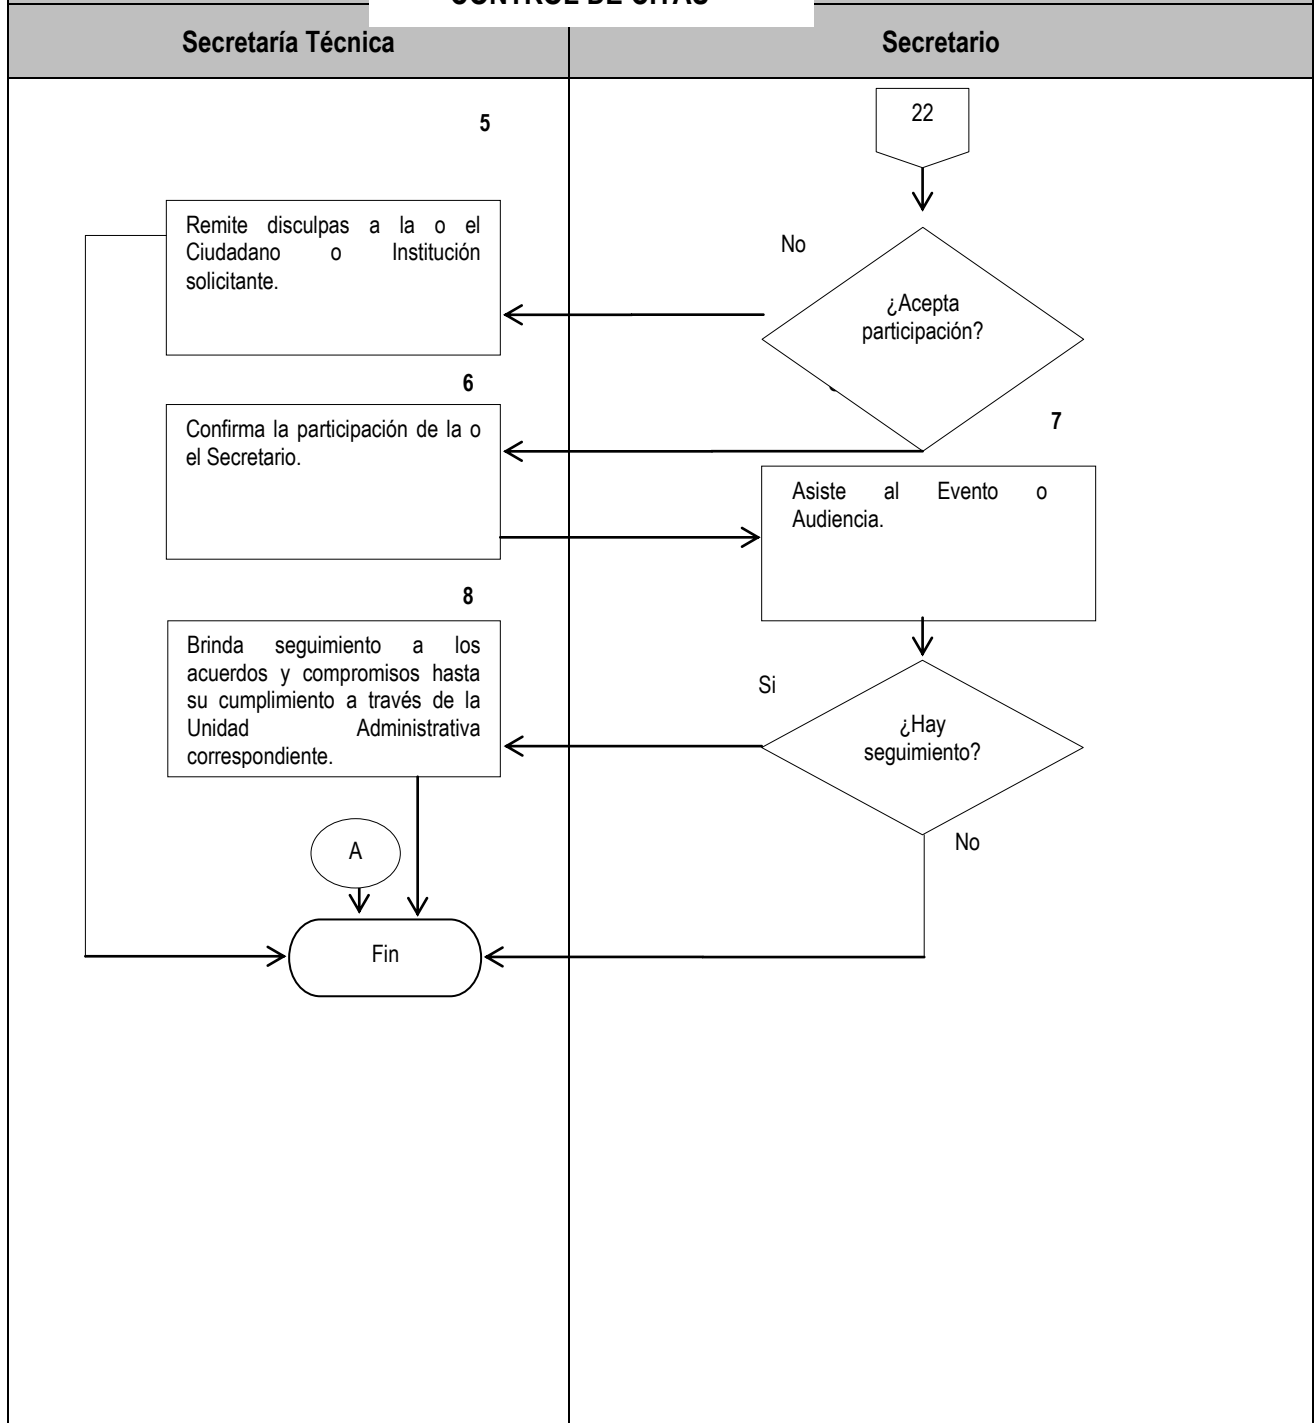 CONTROL DE CITAS
Secretaría Técnica
Secretario
22
5
Remite disculpas a la o el
Ciudadano o Institución
solicitante.
No
¿Acepta
participación?
6
7
Confirma la participación de la o
el Secretario.
Asiste al Evento o
Audiencia.
8
Brinda seguimiento a los
acuerdos y compromisos hasta
su cumplimiento a través de la
Unidad Administrativa
correspondiente.
Si
¿Hay
seguimiento?
No
A
Fin